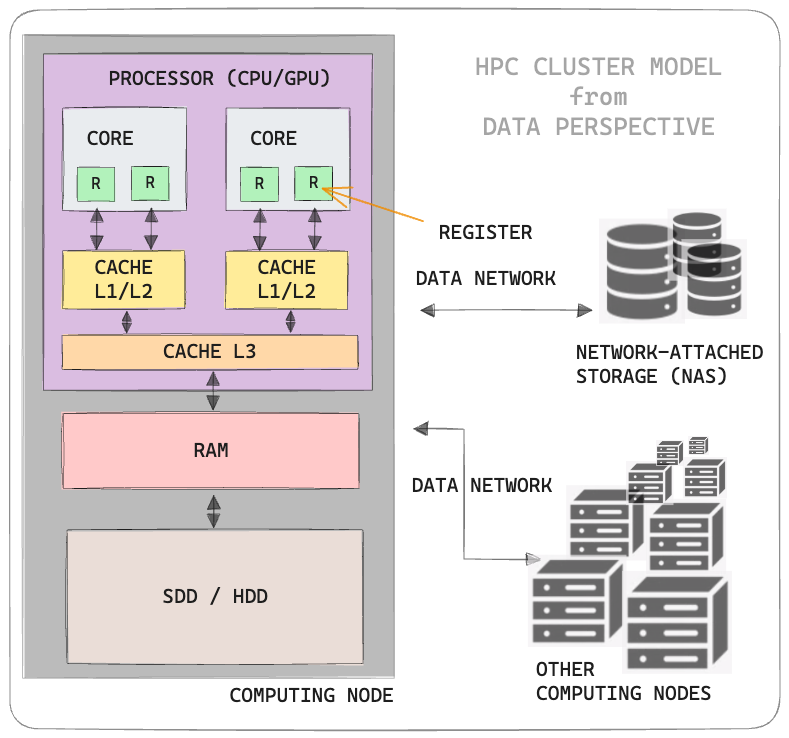 HPC CLUSTER MODEL
from
DATA PERSPECTIVE
PROCESSOR (CPU/GPU)
CORE
R R
CORE
R R
REGISTER
CACHE
L1/L2
CACHE
L1/L2
CACHE L3
RAM
SDD / HDD
COMPUTING NODE
DATA NETWORK
NETWORK-ATTACHED
STORAGE (NAS)
DATA NETWORK
OTHER
COMPUTING NODES